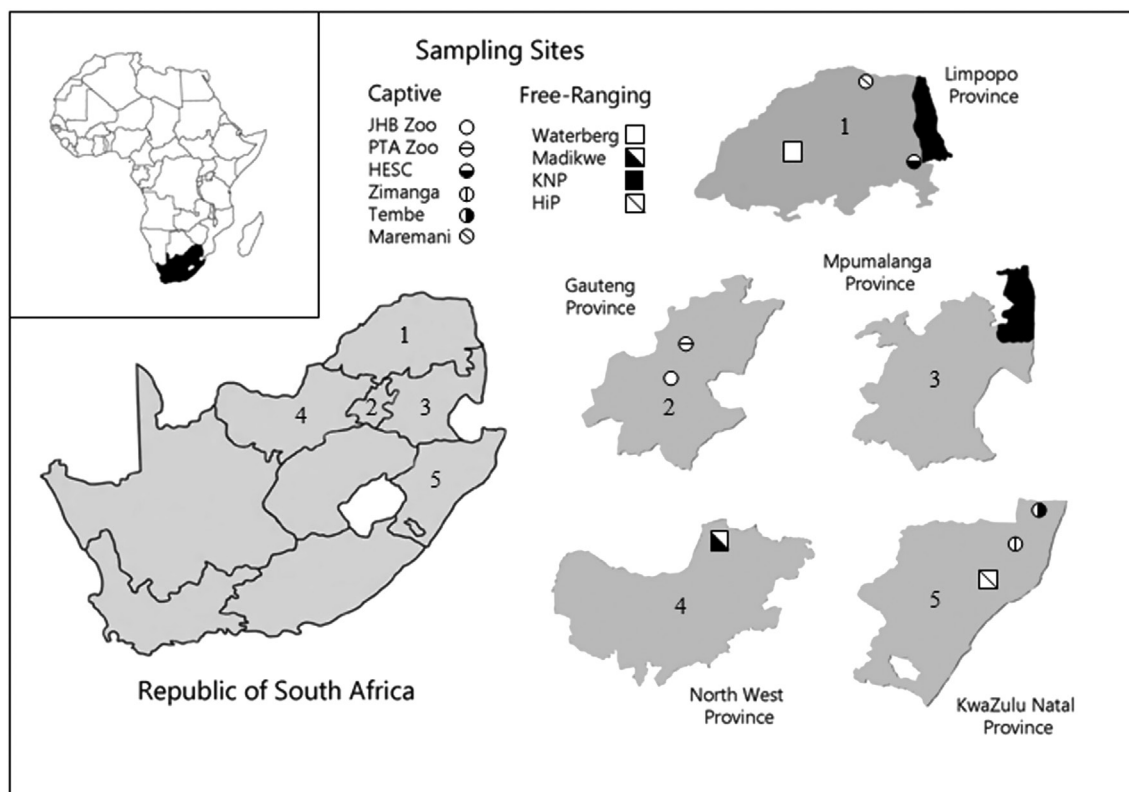 Sampling Sites
Captive
JHB Zoo
PTA Zoo
HESC
Zimanga
Tembe
Maremani
Free-Ranging
Waterberg
Madikwe
KNP
HiP
Limpopo
Province
1
Gauteng
Province
2
Mpumalanga
Province
3
1
4
2
3
5
Republic of South Africa
4
North West
Province
5
KwaZulu Natal
Province